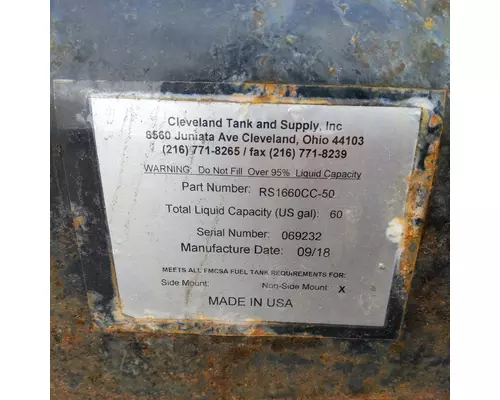 Cleveland Tank and Supply, Inc
6560 Juniata Ave Cleveland, Ohio 44103
(216) 771-8265 / fax (216) 771-8239
WARNING: Do Not Fill Over 95% Liquid Capacity
Part Number: RS1660CC-50
Total Liquid Capacity (US gal): 60
Serial Number: 069232
Manufacture Date: 09/18
MEETS ALL FMCSA FUEL TANK REQUIREMENTS FOR:
Side Mount: Non-Side Mount: X
MADE IN USA